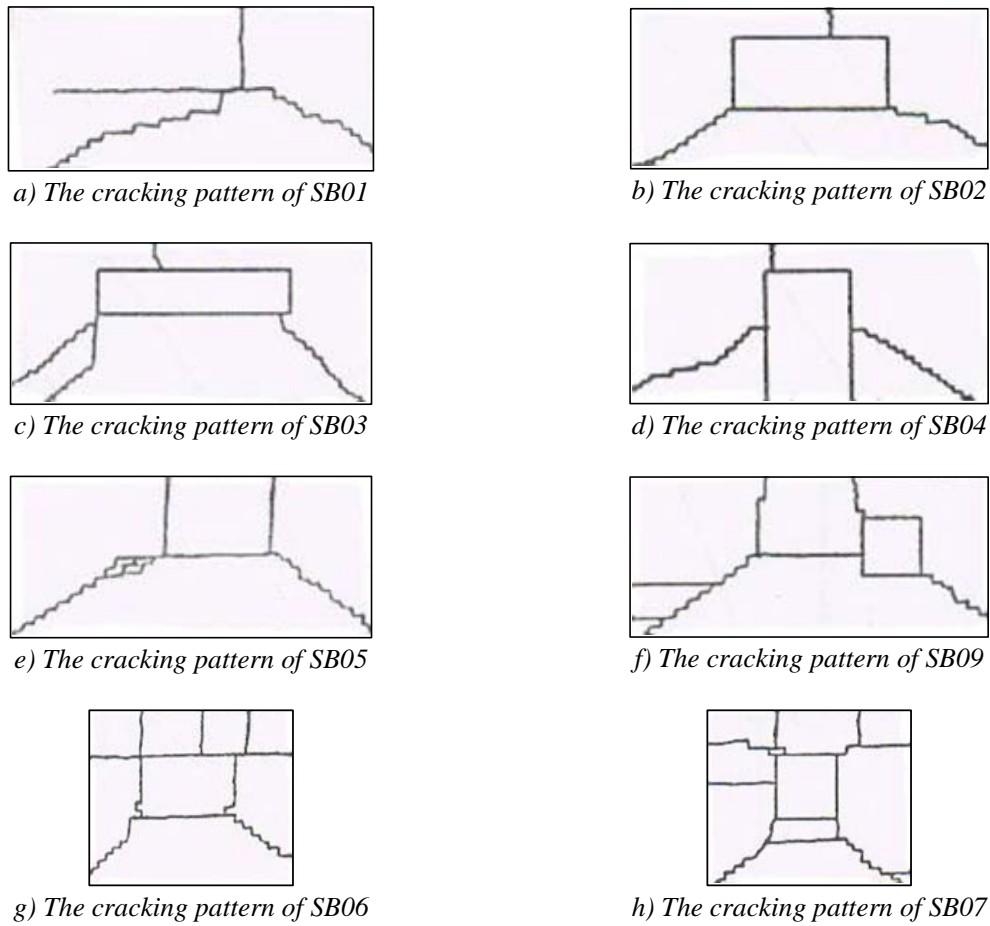 a) The cracking pattern of SB01
b) The cracking pattern of SB02
c) The cracking pattern of SB03
d) The cracking pattern of SB04
e) The cracking pattern of SB05
f) The cracking pattern of SB09
g) The cracking pattern of SB06
h) The cracking pattern of SB07